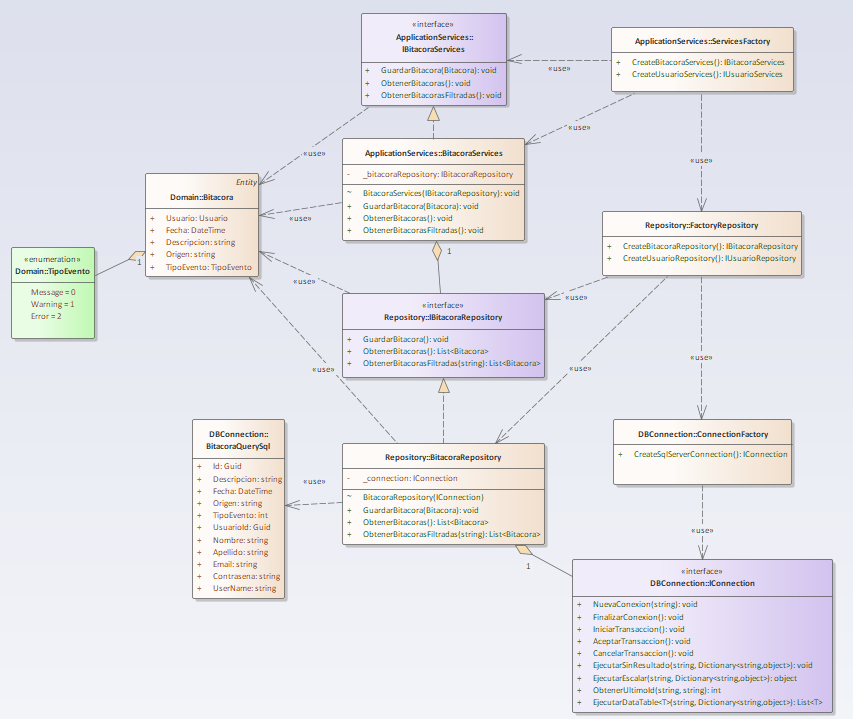 «interface»
ApplicationServices::
IBitacoraServices
+ GuardarBitacora(Bitacora): void
+ ObtenerBitacoras(): void
+ ObtenerBitacorasFiltradas(): void
ApplicationServices::ServicesFactory
+ CreateBitacoraServices(): IBitacoraServices
+ CreateUsuarioServices(): IUsuarioServices
«use»
«use»
«use»
«use»
ApplicationServices::BitacoraServices
- _bitacoraRepository: IBitacoraRepository
~ BitacoraServices(IBitacoraRepository): void
+ GuardarBitacora(Bitacora): void
+ ObtenerBitacoras(): void
+ ObtenerBitacorasFiltradas(): void
Entity
Domain::Bitacora
+ Usuario: Usuario
+ Fecha: DateTime
+ Descripcion: string
+ Origen: string
+ TipoEvento: TipoEvento
«use»
Repository::FactoryRepository
+ CreateBitacoraRepository(): IBitacoraRepository
+ CreateUsuarioRepository(): IUsuarioRepository
«enumeration»
Domain::TipoEvento
Message = 0
Warning = 1
Error = 2
1
1
«use»
«use»
«interface»
Repository::IBitacoraRepository
+ GuardarBitacora(): void
+ ObtenerBitacoras(): List<Bitacora>
+ ObtenerBitacorasFiltradas(string): List<Bitacora>
«use»
«use»
«use»
DBConnection::
BitacoraQuerySql
+ Id: Guid
+ Descripcion: string
+ Fecha: DateTime
+ Origen: string
+ TipoEvento: int
+ UsuarioId: Guid
+ Nombre: string
+ Apellido: string
+ Email: string
+ Contrasena: string
+ UserName: string
«use»
Repository::BitacoraRepository
- _connection: IConnection
~ BitacoraRepository(IConnection)
+ GuardarBitacora(Bitacora): void
+ ObtenerBitacoras(): List<Bitacora>
+ ObtenerBitacorasFiltradas(string): List<Bitacora>
DBConnection::ConnectionFactory
+ CreateSqlServerConnection(): IConnection
«use»
1
«interface»
DBConnection::IConnection
+ NuevaConexion(string): void
+ FinalizarConexion(): void
+ IniciarTransaccion(): void
+ AceptarTransaccion(): void
+ CancelarTransaccion(): void
+ EjecutarSinResultado(string, Dictionary<string,object>): void
+ EjecutarEscalar(string, Dictionary<string,object>): object
+ ObtenerUltimoId(string, string): int
+ EjecutarDataTable<T>(string, Dictionary<string,object>): List<T>